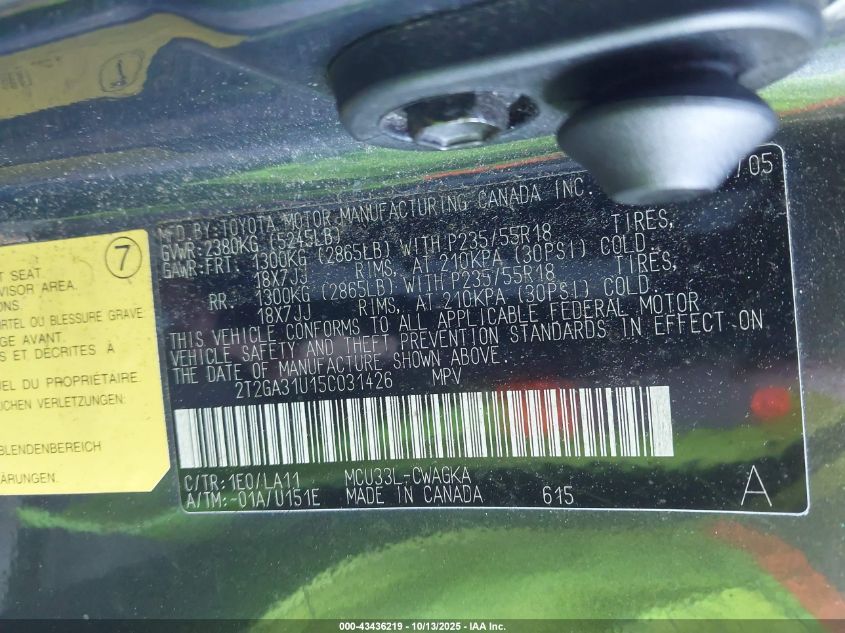 /05
MFD. BY: TOYOTA MOTOR MANUFACTURING CANADA INC.
GVWR: 2380KG (5245LB)
GAWR-FRT: 1300KG (2865LB) WITH P235/55R18 TIRES,
18X7JJ RIMS, AT 210KPA (30PSI) COLD
RR: 1300KG (2865LB) WITH P235/55R18 TIRES,
18X7JJ RIMS, AT 210KPA (30PSI) COLD
THIS VEHICLE CONFORMS TO ALL APPLICABLE FEDERAL MOTOR
VEHICLE SAFETY AND THEFT PREVENTION STANDARDS IN EFFECT ON
THE DATE OF MANUFACTURE SHOWN ABOVE.
2T2GA31U15C031426 MPV
C/TR: 1E0/LA11 MCU33L-CWAGKA
A/TM: -01A/U151E MADE IN CANADA 615 A
7
SEAT.
VISOR AREA.
ORTEL OU BLESSURE GRAVE
GE AVANT.
S ET DÉCRITES À
EL DU PROPRIÉTAIRE
LICHEN VERLETZUNGEN:
BLENDENBEREICH
ÄRUNGEN.
000-43436219 - 10/13/2025 - IAA Inc.